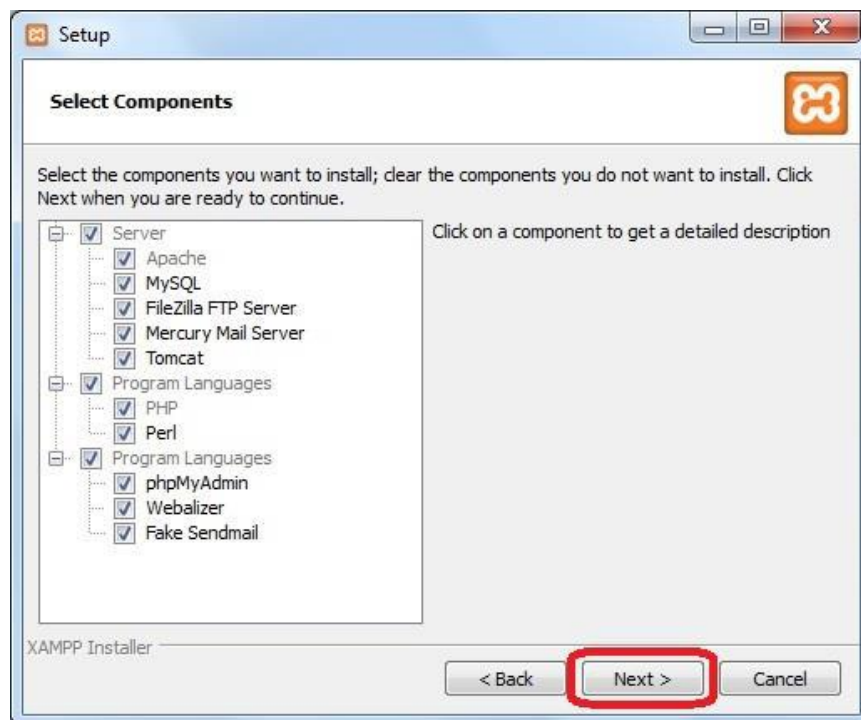 Setup
Select Components
Select the components you want to install; clear the components you do not want to install. Click
Next when you are ready to continue.
Server
Apache
MySQL
FileZilla FTP Server
Mercury Mail Server
Tomcat
Program Languages
PHP
Perl
Program Languages
phpMyAdmin
Webalizer
Fake Sendmail
Click on a component to get a detailed description
XAMPP Installer
< Back
Next >
Cancel